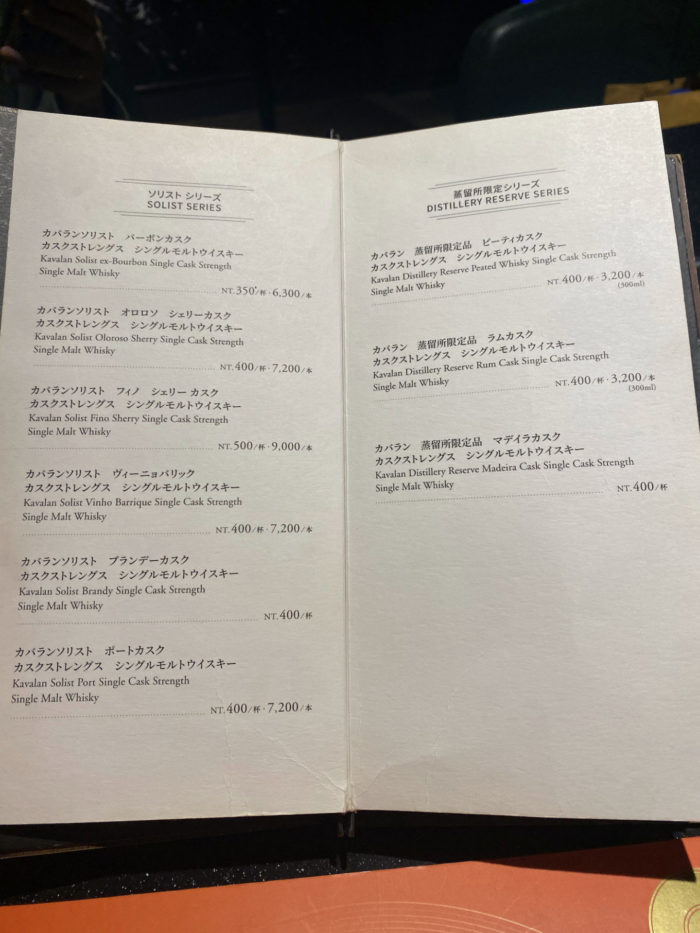 ソリスト シリーズ
SOLIST SERIES
カバランソリスト　バーボンカスク
カスクストレングス　シングルモルトウイスキー
Kavalan Solist ex-Bourbon Single Cask Strength
Single Malt Whisky
NT.350/杯 · 6,300/本
カバランソリスト　オロロソ　シェリーカスク
カスクストレングス　シングルモルトウイスキー
Kavalan Solist Oloroso Sherry Single Cask Strength
Single Malt Whisky
NT.400/杯 · 7,200/本
カバランソリスト　フィノ　シェリー カスク
カスクストレングス　シングルモルトウイスキー
Kavalan Solist Fino Sherry Single Cask Strength
Single Malt Whisky
NT.500/杯 · 9,000/本
カバランソリスト　ヴィーニョバリック
カスクストレングス　シングルモルトウイスキー
Kavalan Solist Vinho Barrique Single Cask Strength
Single Malt Whisky
NT.400/杯 · 7,200/本
カバランソリスト　ブランデーカスク
カスクストレングス　シングルモルトウイスキー
Kavalan Solist Brandy Single Cask Strength
Single Malt Whisky
NT.400/杯
カバランソリスト　ポートカスク
カスクストレングス　シングルモルトウイスキー
Kavalan Solist Port Single Cask Strength
Single Malt Whisky
NT.400/杯 · 7,200/本
蒸留所限定シリーズ
DISTILLERY RESERVE SERIES
カバラン　蒸留所限定品　ピーティカスク
カスクストレングス　シングルモルトウイスキー
Kavalan Distillery Reserve Peated Whisky Single Cask Strength
Single Malt Whisky
NT.400/杯 · 3,200/本
(300ml)
カバラン　蒸留所限定品　ラムカスク
カスクストレングス　シングルモルトウイスキー
Kavalan Distillery Reserve Rum Cask Single Cask Strength
Single Malt Whisky
NT.400/杯 · 3,200/本
(300ml)
カバラン　蒸留所限定品　マデイラカスク
カスクストレングス　シングルモルトウイスキー
Kavalan Distillery Reserve Madeira Cask Single Cask Strength
Single Malt Whisky
NT.400/杯